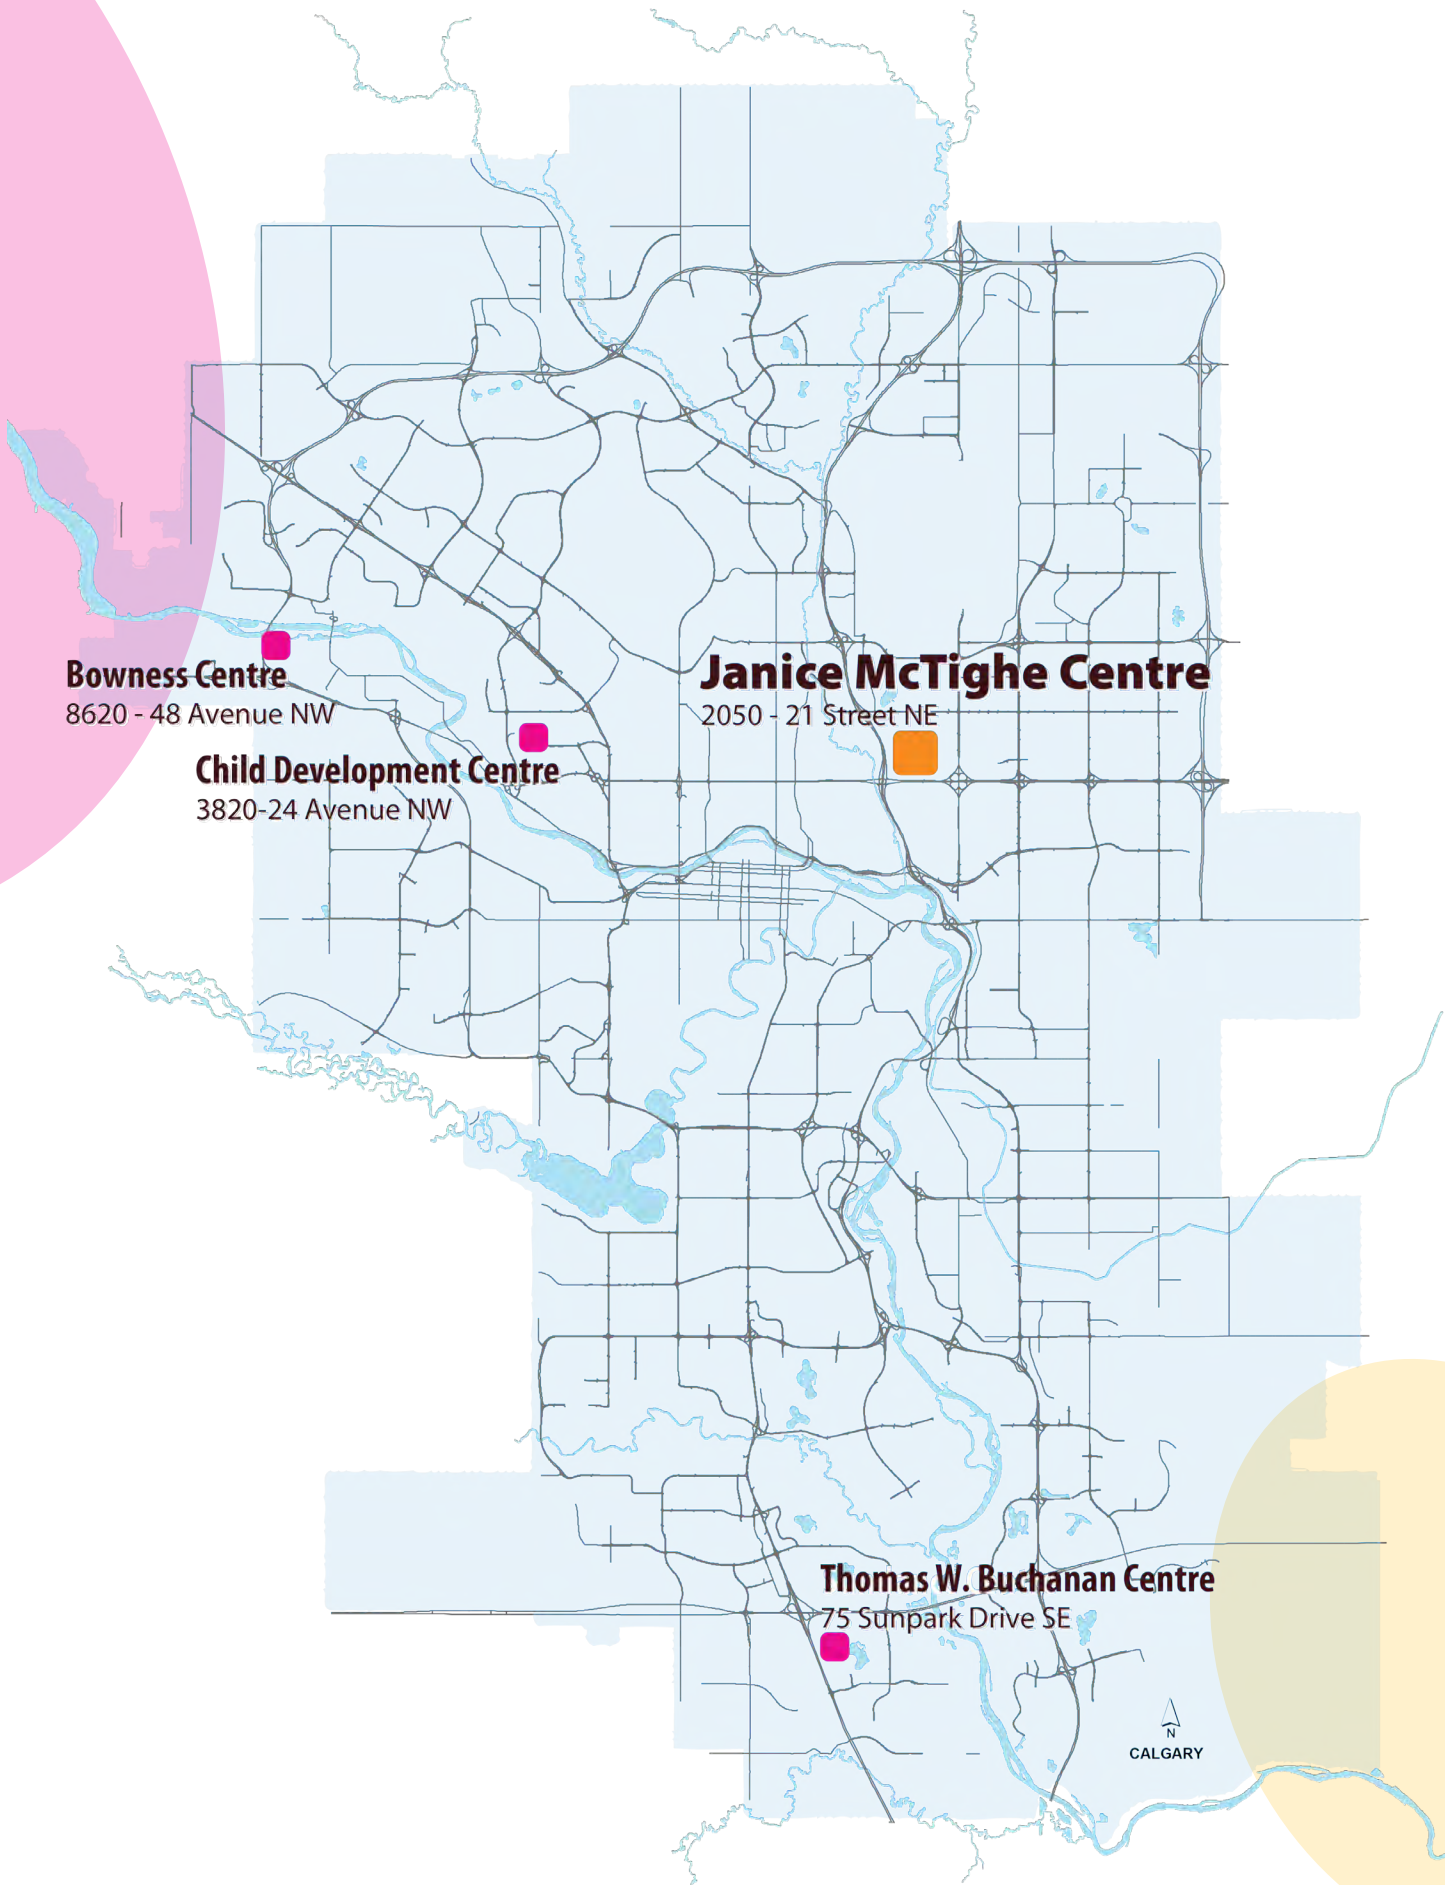 Janice McTighe Centre
2050 - 21 Street NE
Bowness Centre
8620 - 48 Avenue NW
Child Development Centre
3820-24 Avenue NW
Thomas W. Buchanan Centre
75 Sunpark Drive SE
N
CALGARY